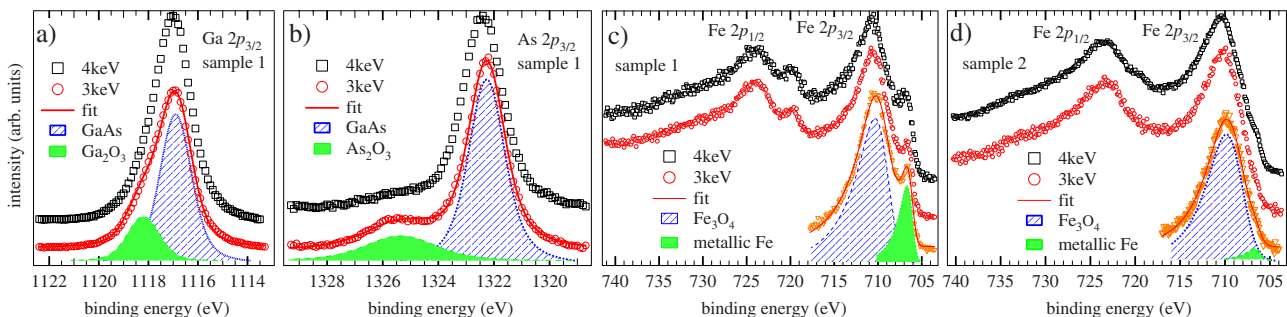 intensity (arb. units)
a)
Ga 2p3/2
sample 1
4keV
3keV
fit
GaAs
Ga2O3
1122 1120 1118 1116 1114
binding energy (eV)
b)
As 2p3/2
sample 1
4keV
3keV
fit
GaAs
As2O3
1328 1326 1324 1322 1320
binding energy (eV)
c)
Fe 2p1/2 Fe 2p3/2
sample 1
4keV
3keV
fit
Fe3O4
metallic Fe
740 730 725 720 715 710 705
binding energy (eV)
d)
Fe 2p1/2 Fe 2p3/2
sample 2
4keV
3keV
fit
Fe3O4
metallic Fe
740 730 725 720 715 710 705
binding energy (eV)